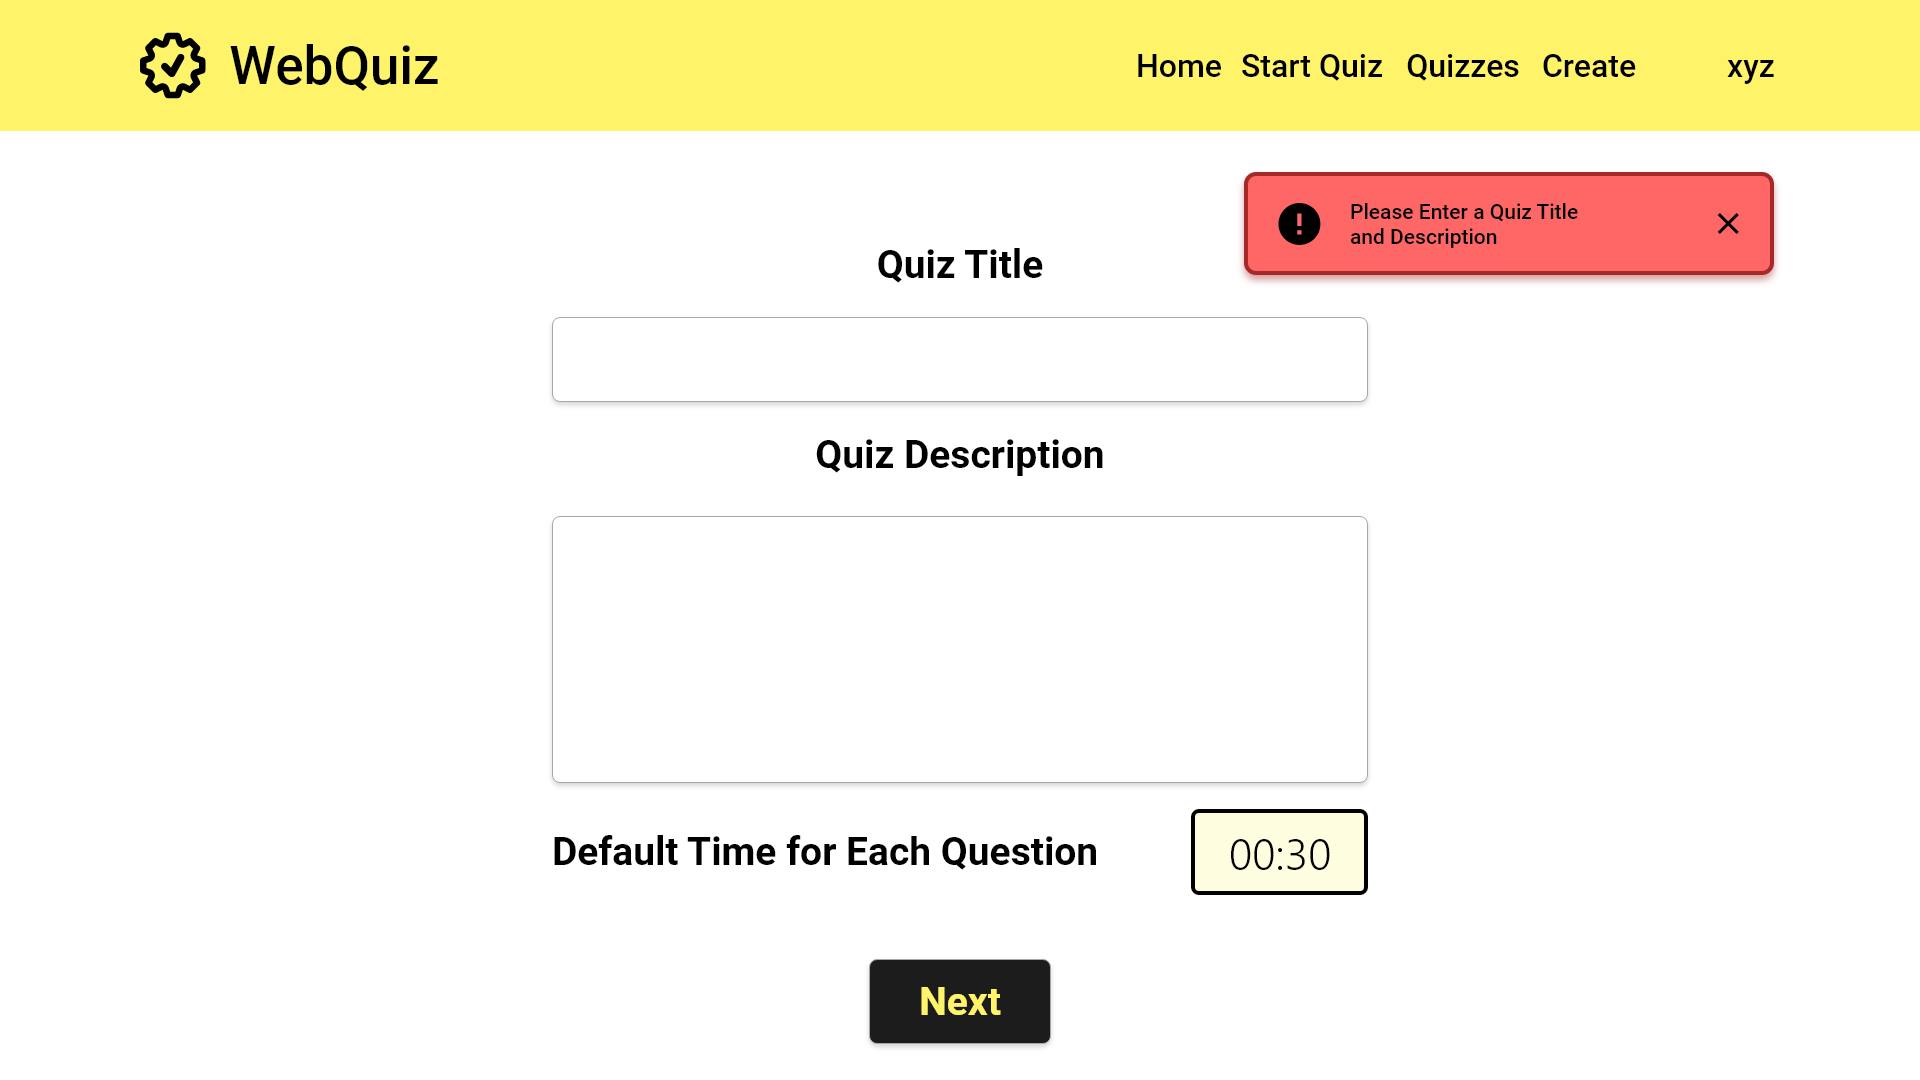 WebQuiz
Home Start Quiz Quizzes Create xyz
Please Enter a Quiz Title
and Description
Quiz Title
Quiz Description
Default Time for Each Question
00:30
Next